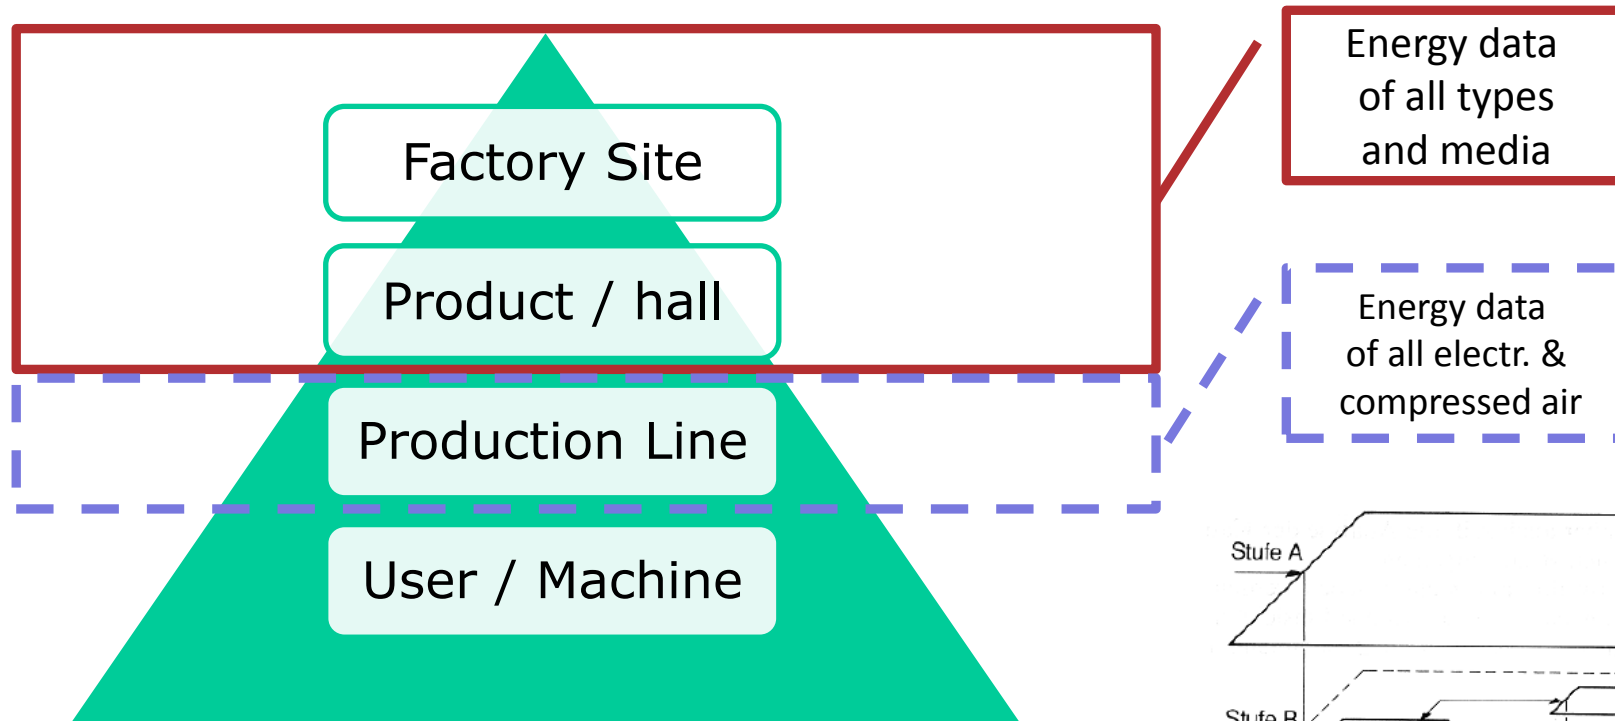 Factory Site
Product / hall
Production Line
User / Machine
Energy data
of all types
and media
Energy data
of all electr. &
compressed air
Stufe A
Stufe B